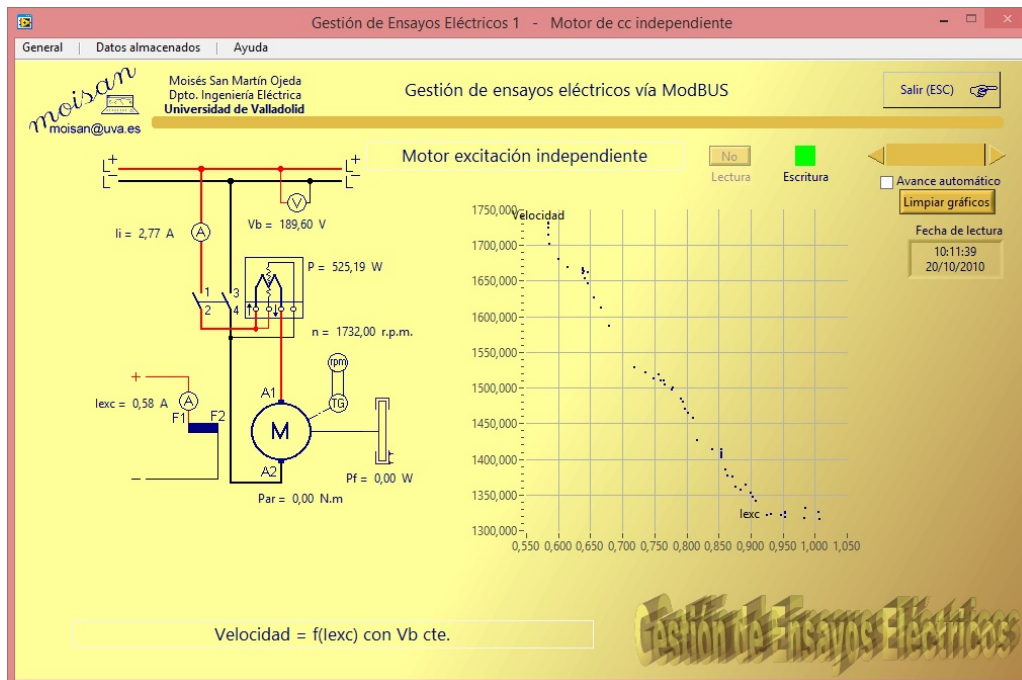 Gestión de Ensayos Eléctricos 1 - Motor de cc independiente
General | Datos almacenados | Ayuda
moisan
moisan@uva.es
Moisés San Martín Ojeda
Dpto. Ingeniería Eléctrica
Universidad de Valladolid
Gestión de ensayos eléctricos vía ModBUS
Salir (ESC)
Motor excitación independiente
No
Lectura
Escritura
Avance automático
Limpiar gráficos
Fecha de lectura
10:11:39
20/10/2010
L+
L-
L+
L-
V
Vb = 189,60 V
Ii = 2,77 A
A
P = 525,19 W
1
3
2
4
n = 1732,00 r.p.m.
rpm
TG
+
Iexc = 0,58 A
A
F1
F2
A1
M
A2
-
Pf = 0,00 W
Par = 0,00 N.m
Velocidad
1750,000
1700,000
1650,000
1600,000
1550,000
1500,000
1450,000
1400,000
1350,000
1300,000
Iexc
0,550 0,600 0,650 0,700 0,750 0,800 0,850 0,900 0,950 1,000 1,050
Velocidad = f(Iexc) con Vb cte.
Gestión de Ensayos Eléctricos